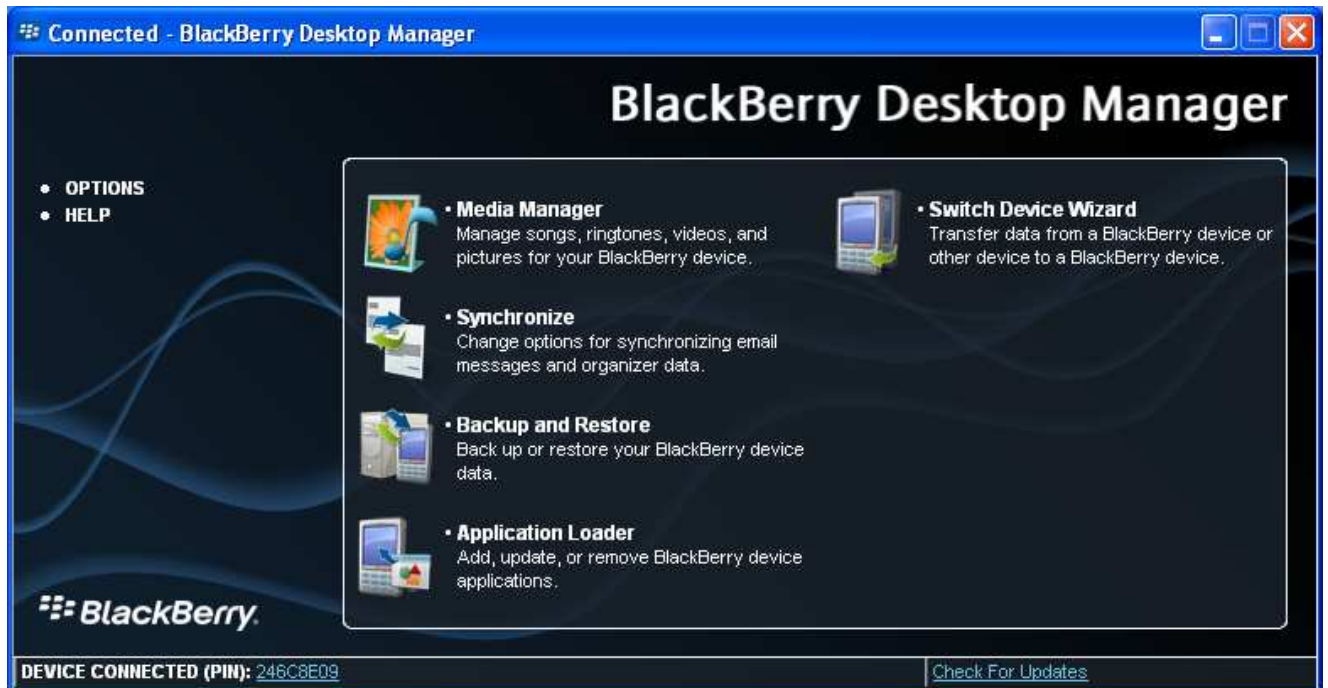 Connected - BlackBerry Desktop Manager
BlackBerry Desktop Manager
• OPTIONS
• HELP
• Media Manager
Manage songs, ringtones, videos, and
pictures for your BlackBerry device.
• Synchronize
Change options for synchronizing email
messages and organizer data.
• Backup and Restore
Back up or restore your BlackBerry device
data.
• Application Loader
Add, update, or remove BlackBerry device
applications.
• Switch Device Wizard
Transfer data from a BlackBerry device or
other device to a BlackBerry device.
BlackBerry.
DEVICE CONNECTED (PIN): 246C8E09
Check For Updates